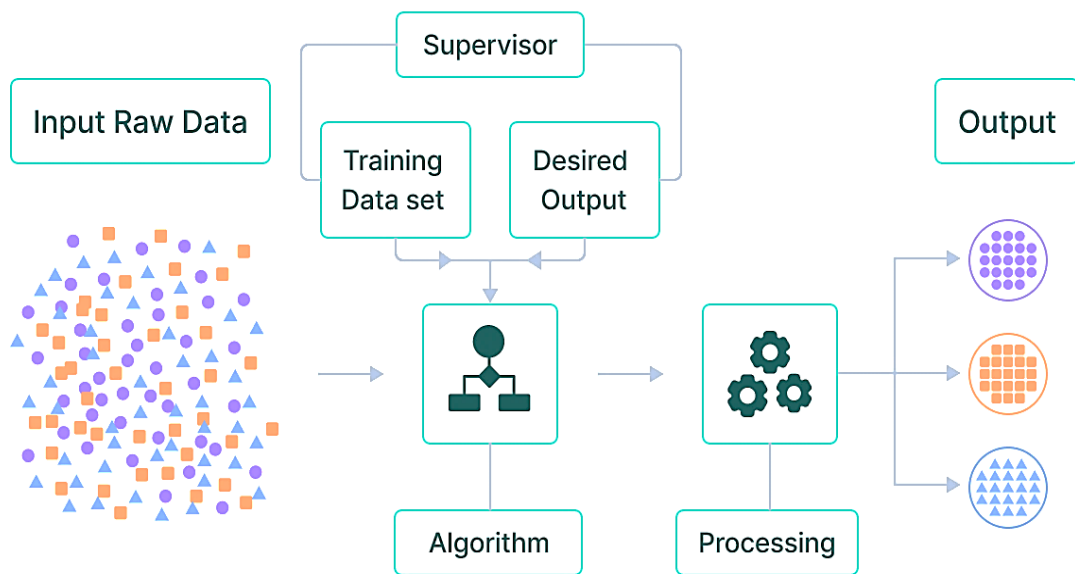 Supervisor
Input Raw Data
Training
Data set
Desired
Output
Output
Algorithm
Processing